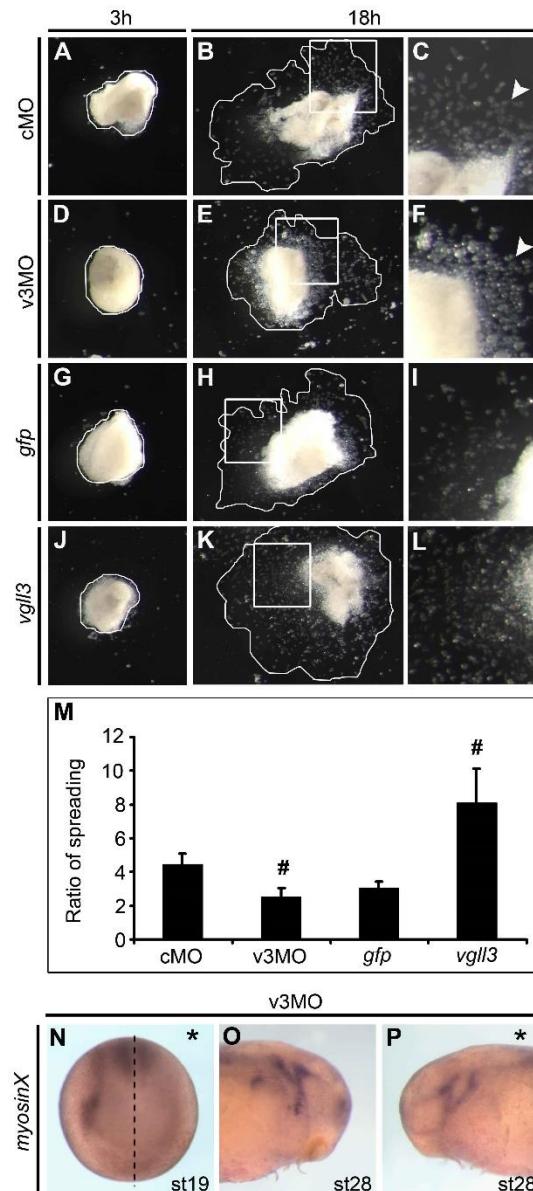 3h 18h
A B C
cMO
D E F
v3MO
G H I
gfp
J K L
vgll3
M
12
10
8
6
4
2
0
Ratio of spreading
# #
cMO v3MO gfp vgll3
v3MO
N * O P *
myosinX
st19 st28 st28